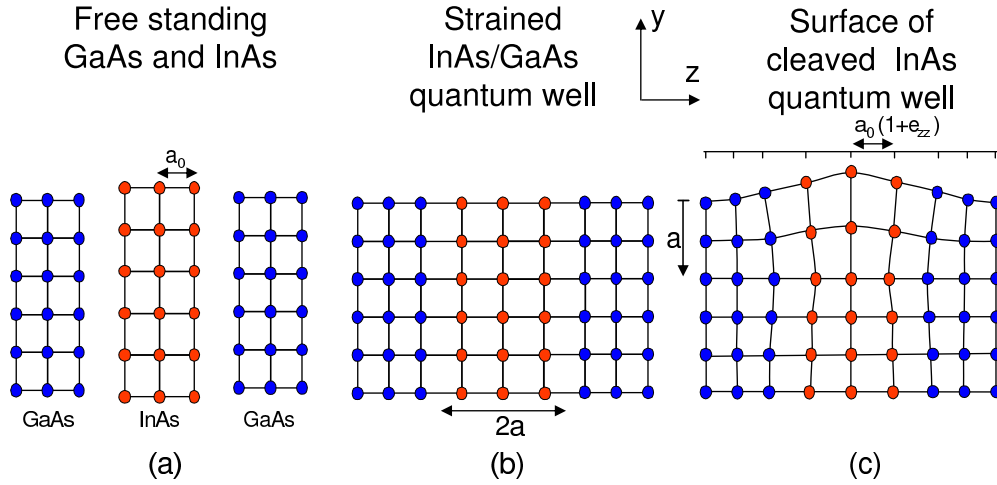 Free standing
GaAs and InAs
Strained
InAs/GaAs
quantum well
y
z
Surface of
cleaved InAs
quantum well
a₀
a₀(1+e_zz)
a
GaAs
InAs
GaAs
2a
(a)
(b)
(c)